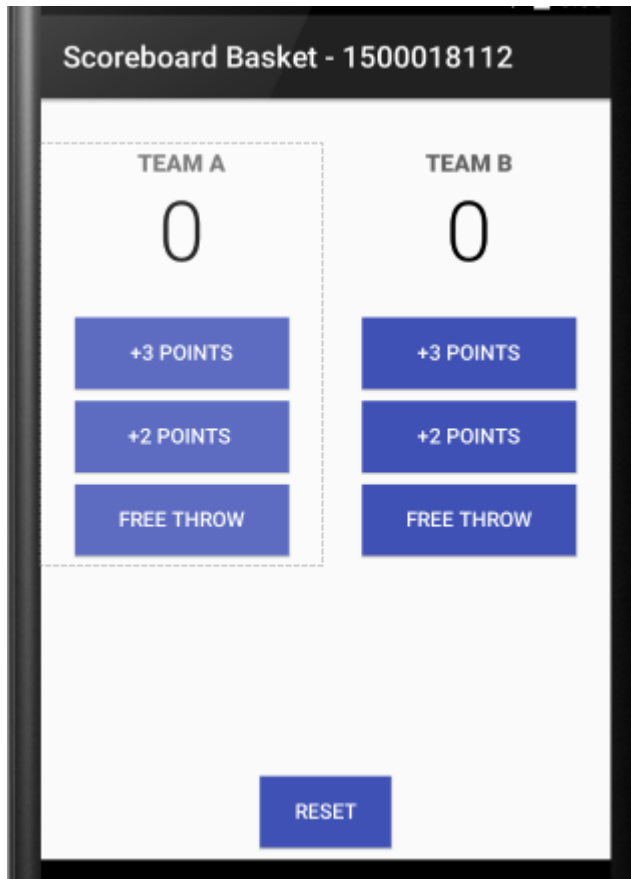 Scoreboard Basket - 1500018112
TEAM A
0
+3 POINTS
+2 POINTS
FREE THROW
TEAM B
0
+3 POINTS
+2 POINTS
FREE THROW
RESET